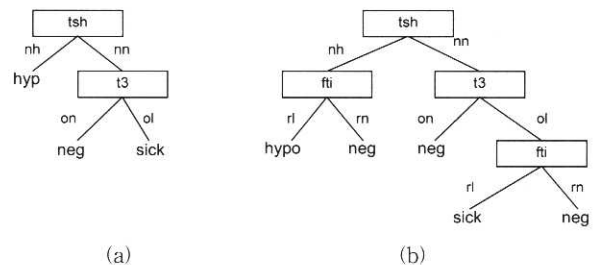 tsh tsh
nh nn nh nn
hyp t3 fti t3
on ol rl rn on ol
neg sick hypo neg neg fti
rl rn
sick neg
(a) (b)